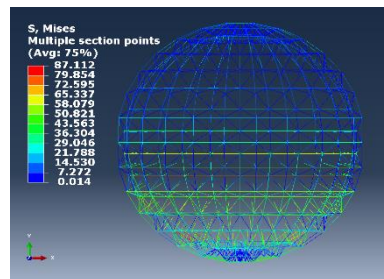 S, Mises
Multiple section points
(Avg: 75%)
87.112
79.854
72.595
65.337
58.079
50.821
43.563
36.304
29.046
21.788
14.530
7.272
0.014
Y
X